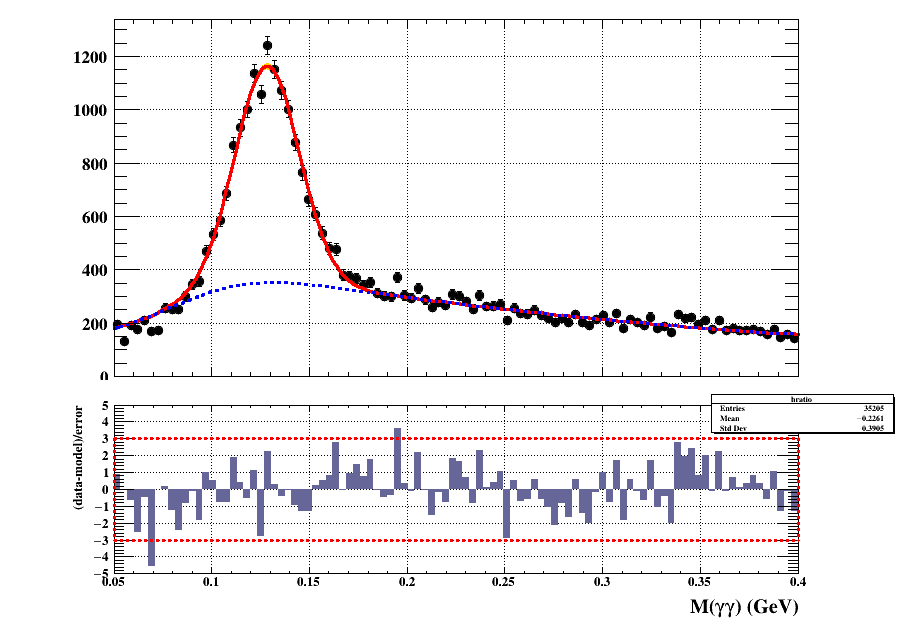 1200
1000
800
600
400
200
0
hratio
Entries 35205
Mean −0.2261
Std Dev 0.3905
(data-model)/error
5
4
3
2
1
0
−1
−2
−3
−4
−5
0.05 0.1 0.15 0.2 0.25 0.3 0.35 0.4
M(γγ) (GeV)